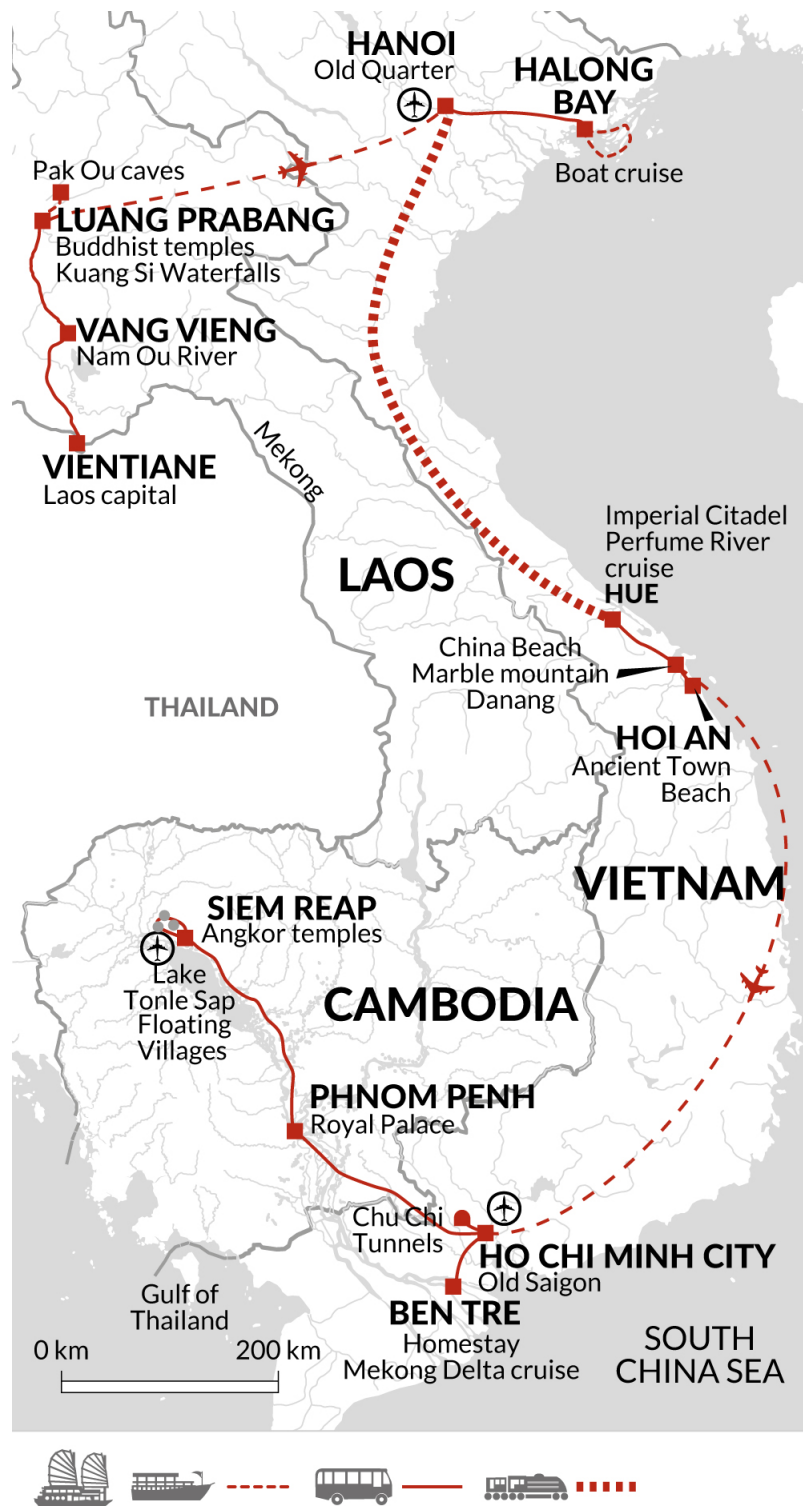 HANOI
Old Quarter
HALONG
BAY
Boat cruise
Pak Ou caves
LUANG PRABANG
Buddhist temples
Kuang Si Waterfalls
VANG VIENG
Nam Ou River
VIENTIANE
Laos capital
Mekong
LAOS
Imperial Citadel
Perfume River
cruise
HUE
China Beach
Marble mountain
Danang
THAILAND
HOI AN
Ancient Town
Beach
VIETNAM
SIEM REAP
Angkor temples
Lake
Tonle Sap
Floating
Villages
CAMBODIA
PHNOM PENH
Royal Palace
Chu Chi
Tunnels
HO CHI MINH CITY
Old Saigon
BEN TRE
Homestay
Mekong Delta cruise
Gulf of
Thailand
0 km
200 km
SOUTH
CHINA SEA